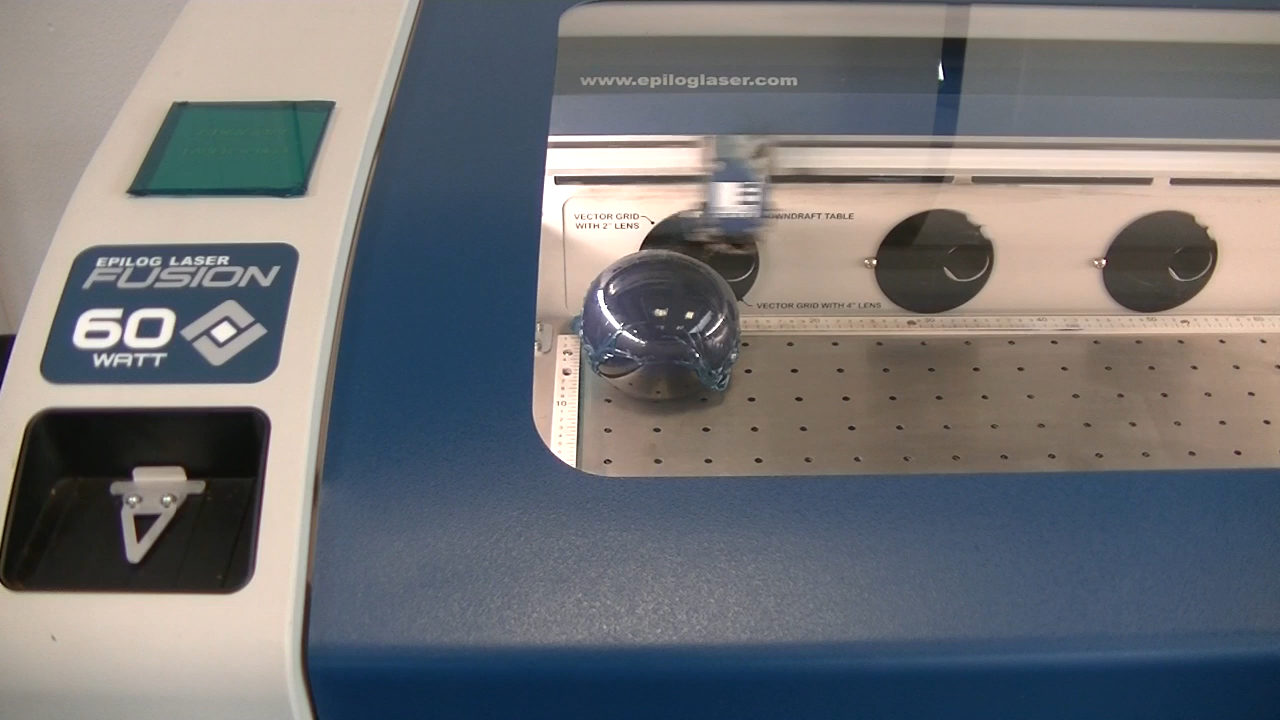 www.epiloglaser.com
VECTOR GRID
WITH 2" LENS
DOWNDRAFT TABLE
VECTOR GRID WITH 4" LENS
EPILOG LASER
FUSION
60
WATT
10